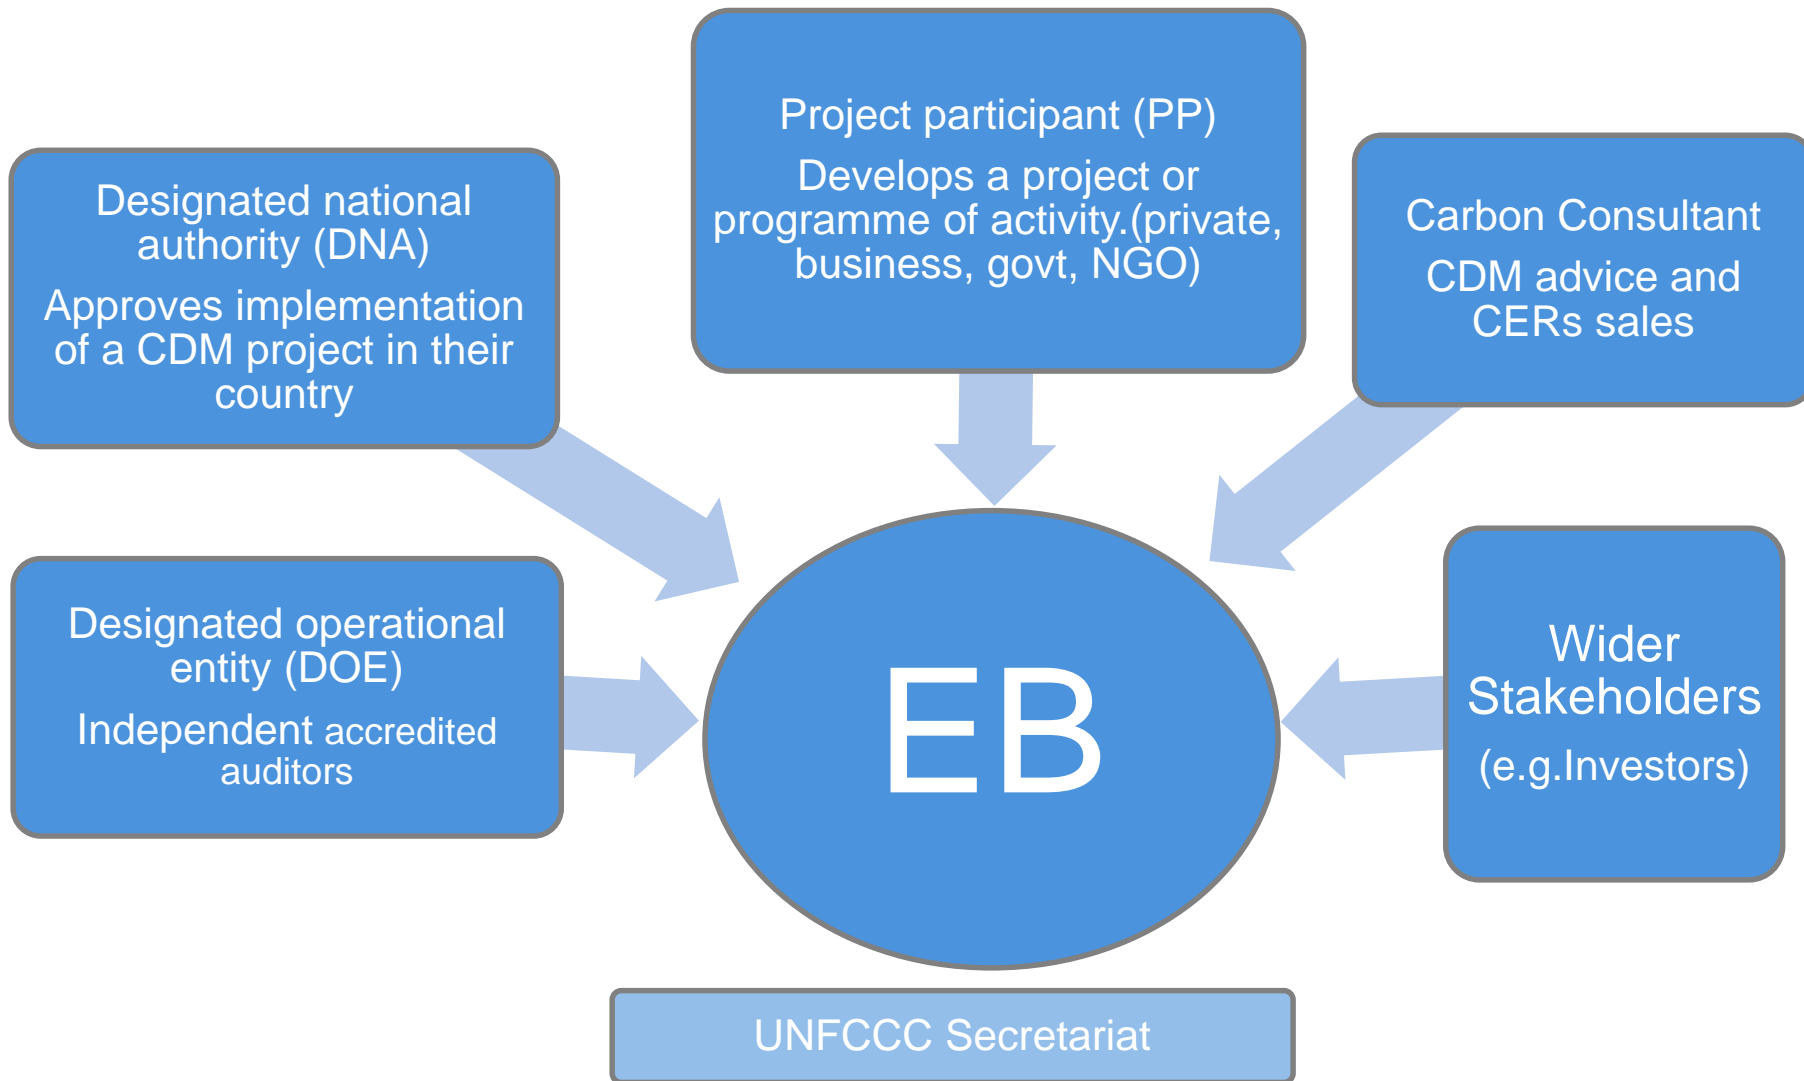 Project participant (PP)
Develops a project or
programme of activity.(private,
business, govt, NGO)
Designated national
authority (DNA)
Approves implementation
of a CDM project in their
country
Carbon Consultant
CDM advice and
CERs sales
Designated operational
entity (DOE)
Independent accredited
auditors
EB
Wider
Stakeholders
(e.g.Investors)
UNFCCC Secretariat